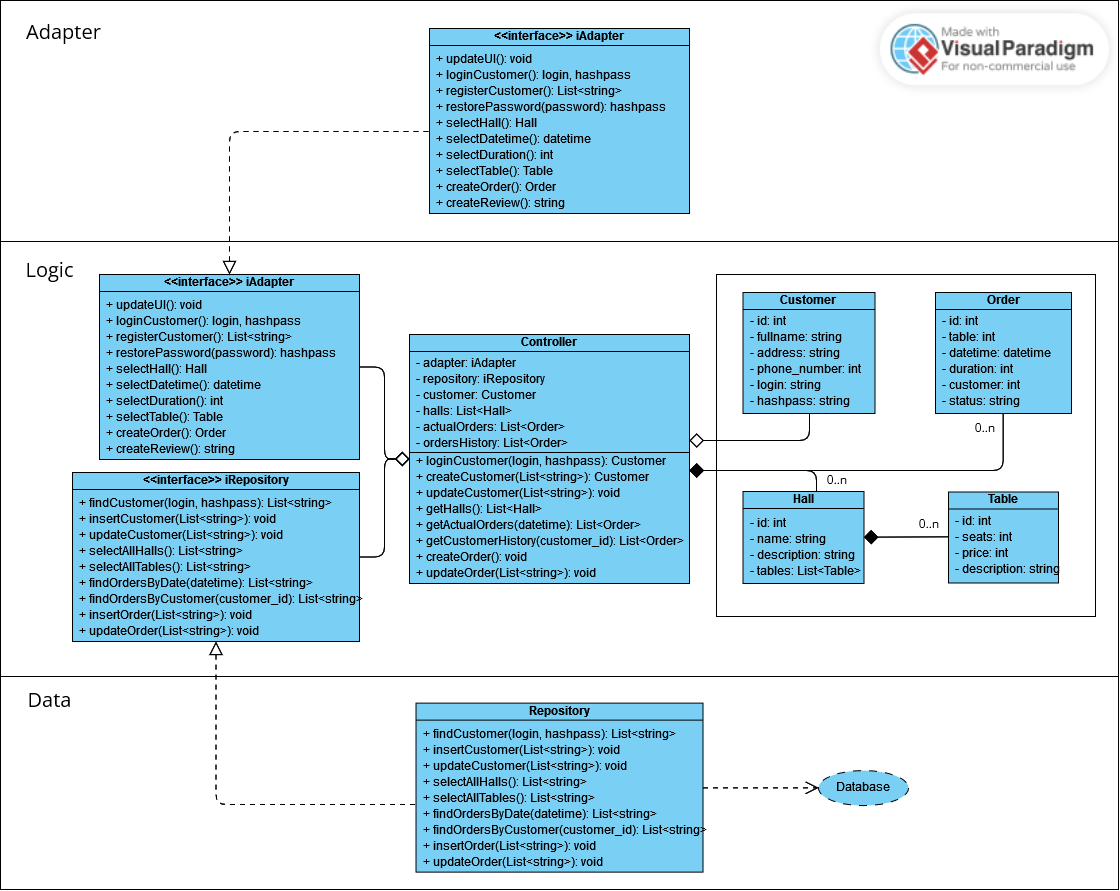 Adapter
Made with
Visual Paradigm
For non-commercial use
<<interface>> iAdapter
+ updateUI(): void
+ loginCustomer(): login, hashpass
+ registerCustomer(): List<string>
+ restorePassword(password): hashpass
+ selectHall(): Hall
+ selectDatetime(): datetime
+ selectDuration(): int
+ selectTable(): Table
+ createOrder(): Order
+ createReview(): string
Logic
<<interface>> iAdapter
+ updateUI(): void
+ loginCustomer(): login, hashpass
+ registerCustomer(): List<string>
+ restorePassword(password): hashpass
+ selectHall(): Hall
+ selectDatetime(): datetime
+ selectDuration(): int
+ selectTable(): Table
+ createOrder(): Order
+ createReview(): string
<<interface>> iRepository
+ findCustomer(login, hashpass): List<string>
+ insertCustomer(List<string>): void
+ updateCustomer(List<string>): void
+ selectAllHalls(): List<string>
+ selectAllTables(): List<string>
+ findOrdersByDate(datetime): List<string>
+ findOrdersByCustomer(customer_id): List<string>
+ insertOrder(List<string>): void
+ updateOrder(List<string>): void
Controller
- adapter: iAdapter
- repository: iRepository
- customer: Customer
- halls: List<Hall>
- actualOrders: List<Order>
- ordersHistory: List<Order>
+ loginCustomer(login, hashpass): Customer
+ createCustomer(List<string>): Customer
+ updateCustomer(List<string>): void
+ getHalls(): List<Hall>
+ getActualOrders(datetime): List<Order>
+ getCustomerHistory(customer_id): List<Order>
+ createOrder(): void
+ updateOrder(List<string>): void
Customer
- id: int
- fullname: string
- address: string
- phone_number: int
- login: string
- hashpass: string
Order
- id: int
- table: int
- datetime: datetime
- duration: int
- customer: int
- status: string
0..n
0..n
Hall
- id: int
- name: string
- description: string
- tables: List<Table>
0..n
Table
- id: int
- seats: int
- price: int
- description: string
Data
Repository
+ findCustomer(login, hashpass): List<string>
+ insertCustomer(List<string>): void
+ updateCustomer(List<string>): void
+ selectAllHalls(): List<string>
+ selectAllTables(): List<string>
+ findOrdersByDate(datetime): List<string>
+ findOrdersByCustomer(customer_id): List<string>
+ insertOrder(List<string>): void
+ updateOrder(List<string>): void
Database